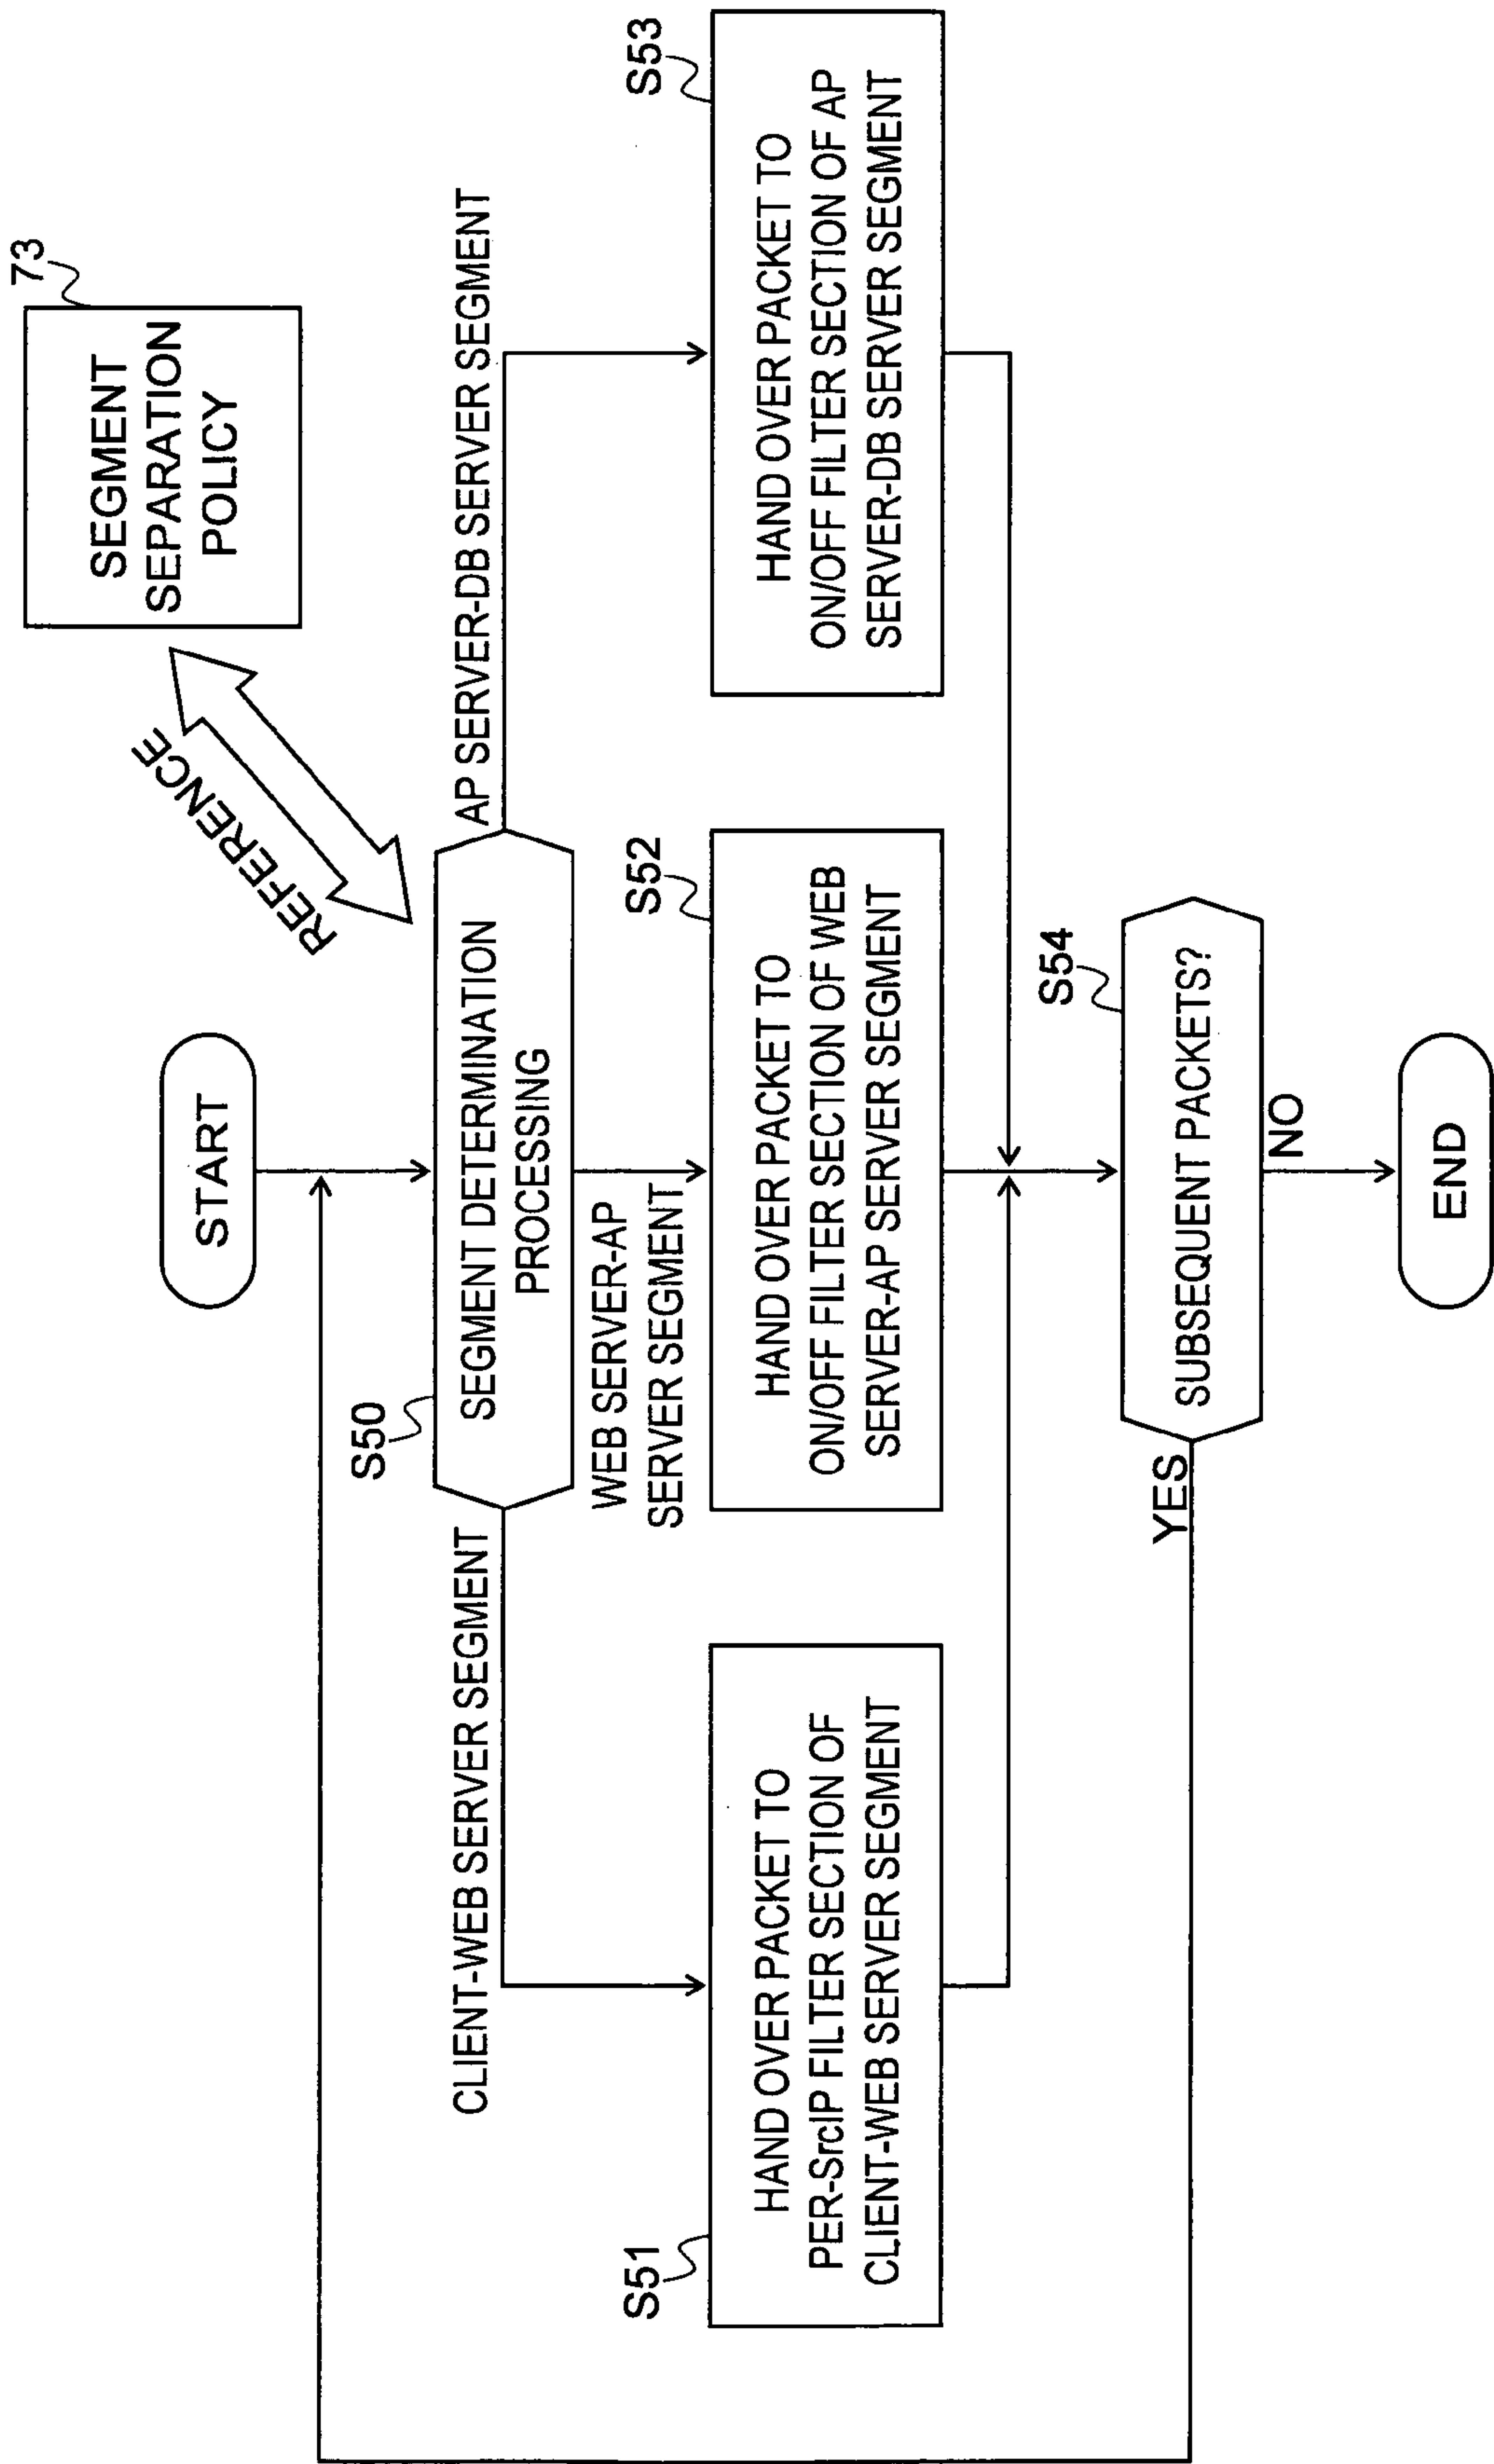 START
73
SEGMENT
SEPARATION
POLICY
REFERENCE
S50
SEGMENT DETERMINATION
PROCESSING
CLIENT-WEB SERVER SEGMENT
WEB SERVER-AP
SERVER SEGMENT
AP SERVER-DB SERVER SEGMENT
S51
HAND OVER PACKET TO
PER-SrcIP FILTER SECTION OF
CLIENT-WEB SERVER SEGMENT
S52
HAND OVER PACKET TO
ON/OFF FILTER SECTION OF WEB
SERVER-AP SERVER SEGMENT
S53
HAND OVER PACKET TO
ON/OFF FILTER SECTION OF AP
SERVER-DB SERVER SEGMENT
S54
SUBSEQUENT PACKETS?
YES
NO
END